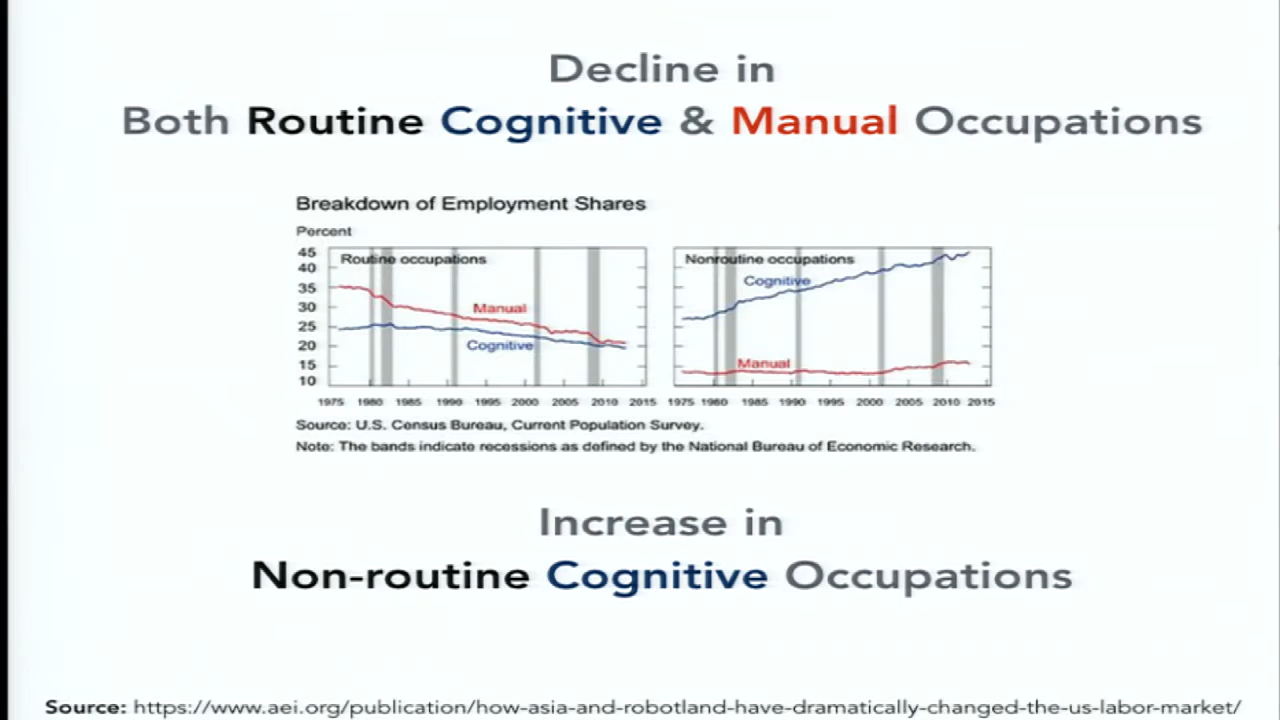 Decline in
Both Routine Cognitive & Manual Occupations
Breakdown of Employment Shares
Percent
45
40
35
30
25
20
15
10
Routine occupations
Manual
Cognitive
1975 1980 1985 1990 1995 2000 2005 2010 2015
Nonroutine occupations
Cognitive
Manual
1975 1980 1985 1990 1995 2000 2005 2010 2015
Source: U.S. Census Bureau, Current Population Survey.
Note: The bands indicate recessions as defined by the National Bureau of Economic Research.
Increase in
Non-routine Cognitive Occupations
Source: https://www.aei.org/publication/how-asia-and-robotland-have-dramatically-changed-the-us-labor-market/